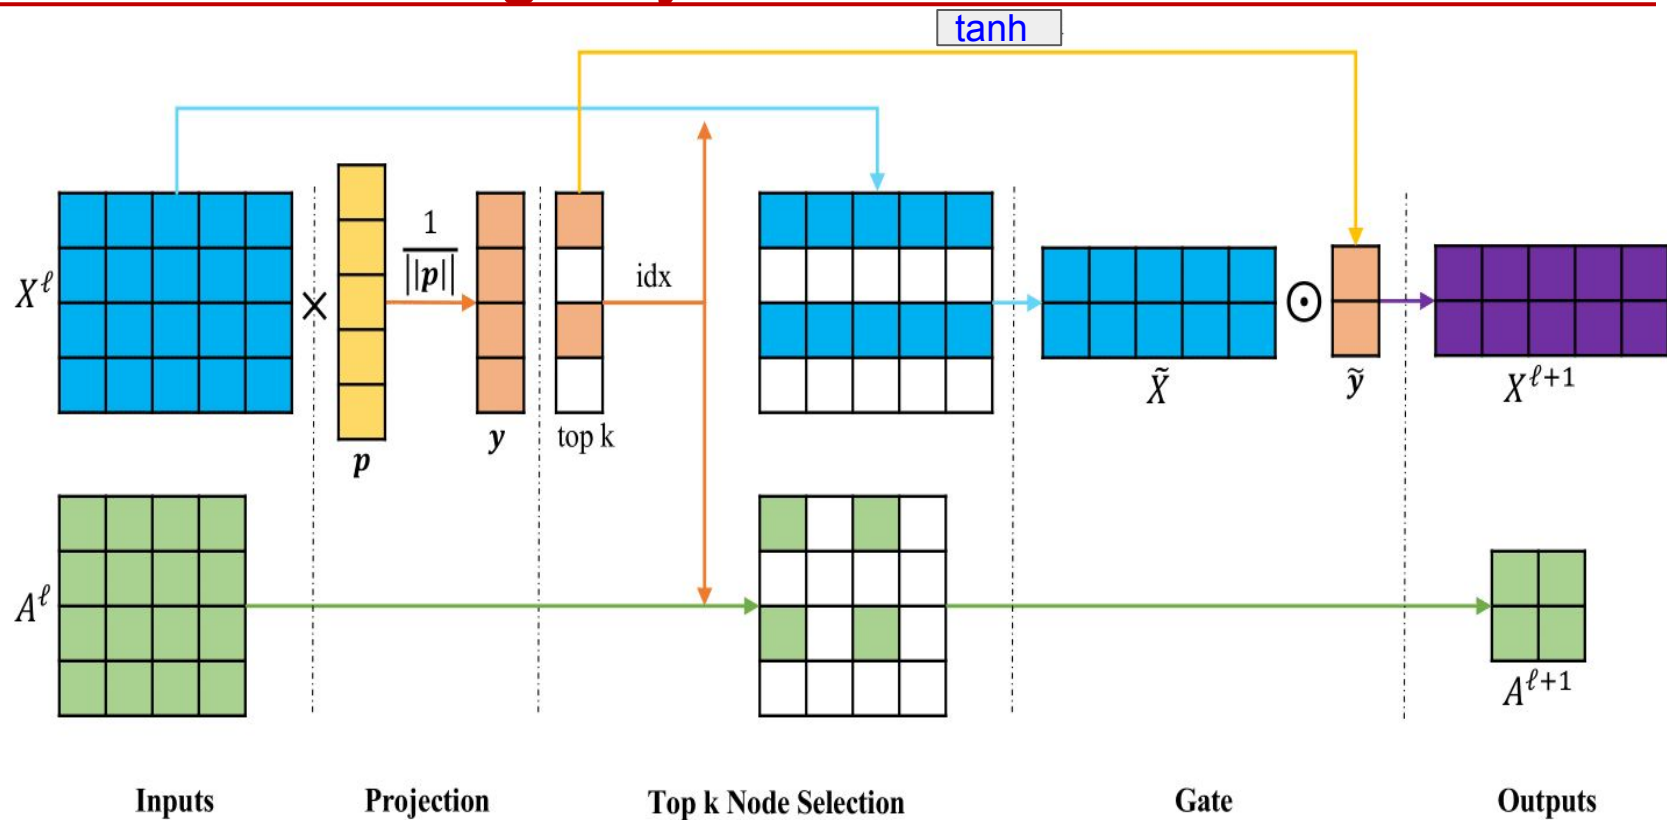 tanh
1
||p||
idx
X^ℓ
×
⊙
p
y
top k
X̃
ỹ
X^{ℓ+1}
A^ℓ
A^{ℓ+1}
Inputs
Projection
Top k Node Selection
Gate
Outputs